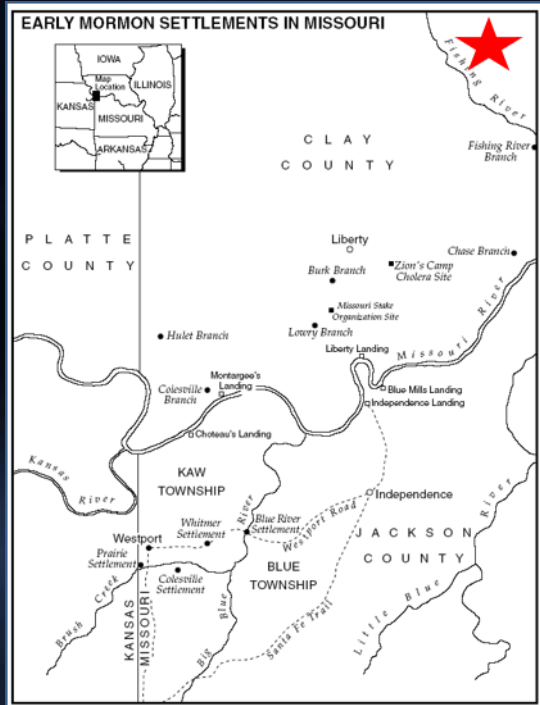 EARLY MORMON SETTLEMENTS IN MISSOURI
IOWA
Map
Location
ILLINOIS
KANSAS
MISSOURI
ARKANSAS
Fishing River
CLAY
COUNTY
Fishing River
Branch
PLATTE
COUNTY
Liberty
Chase Branch
Zion's Camp
Cholera Site
Burk Branch
Missouri Stake
Organization Site
Lowry Branch
Hulet Branch
Liberty Landing
Missouri River
Montargee's
Landing
Colesville
Branch
Blue Mills Landing
Independence Landing
Choteau's Landing
Kansas
River
KAW
TOWNSHIP
Independence
Whitmer
Settlement
Blue River
Settlement
Westport Road
JACKSON
COUNTY
Westport
Prairie
Settlement
Colesville
Settlement
BLUE
TOWNSHIP
Brush Creek
KANSAS
MISSOURI
Big Blue River
Santa Fe Trail
Little Blue River